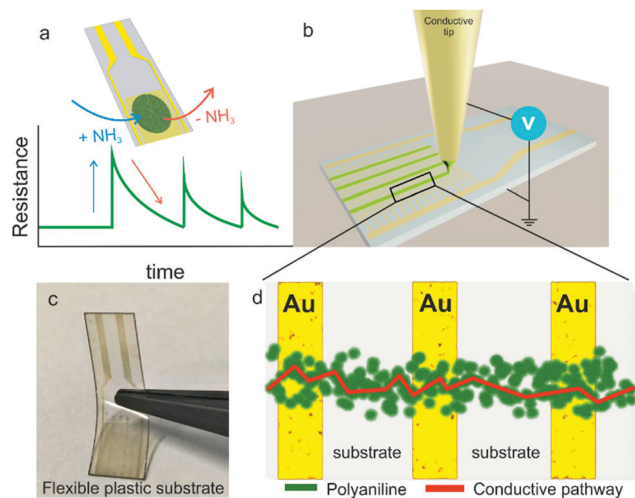 a
+ NH3
- NH3
Resistance
time
b
Conductive
tip
V
c
Flexible plastic substrate
d
Au
Au
Au
substrate
substrate
Polyaniline
Conductive pathway